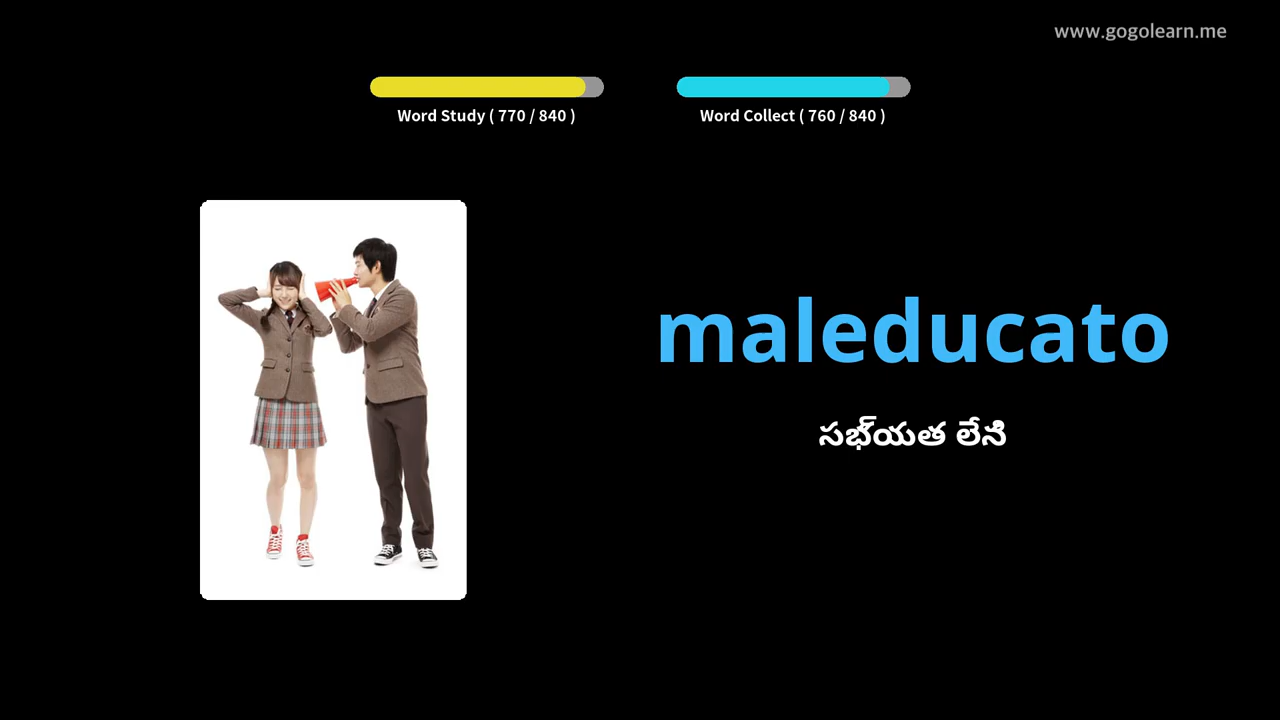 www.gogolearn.me
Word Study ( 770 / 840 )
Word Collect ( 760 / 840 )
maleducato
సభ్యత లేని